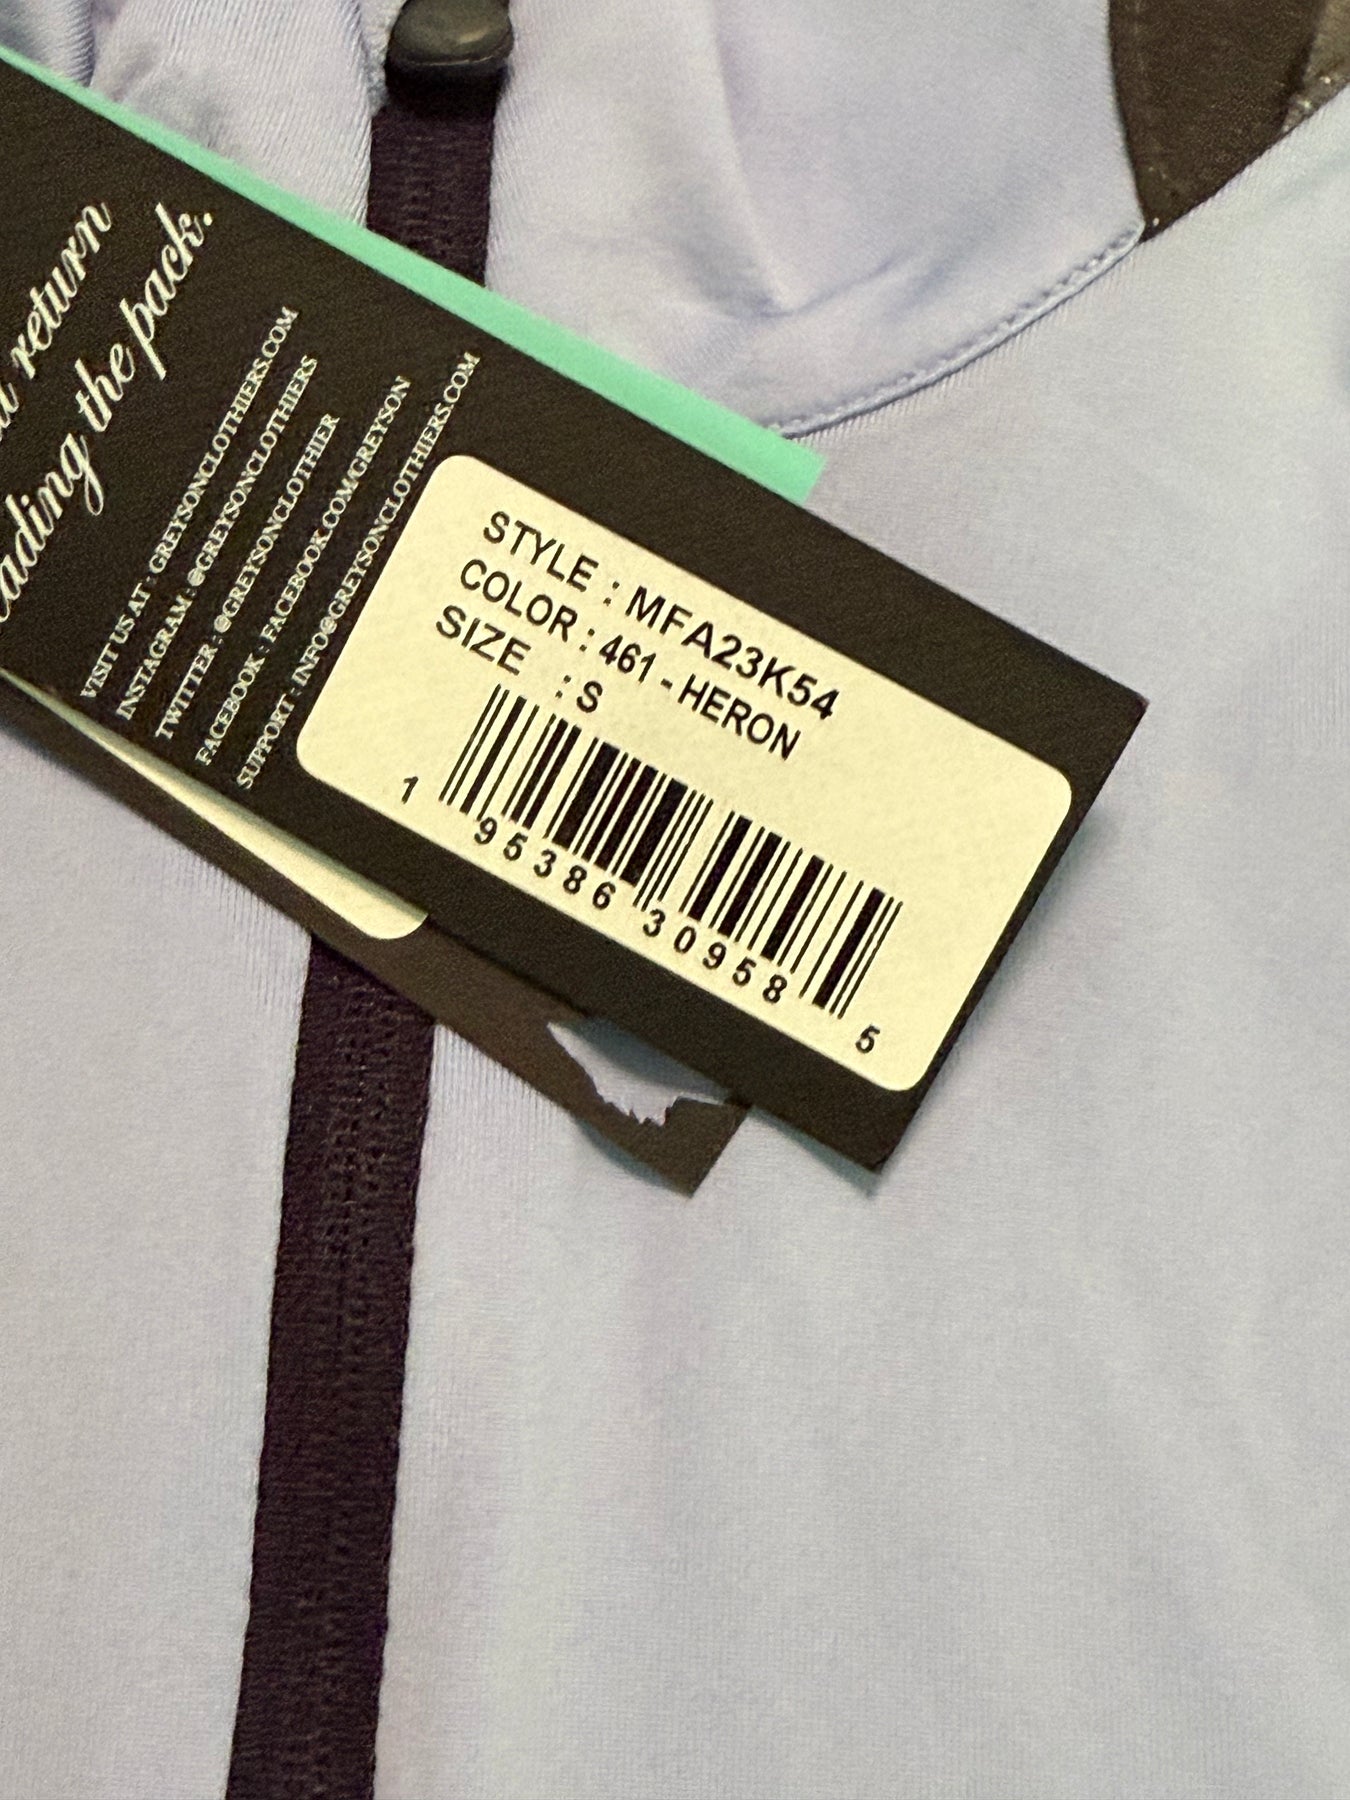 return
the pack.
VISIT US AT : GREYSONCLOTHIERS.COM
INSTAGRAM : @GREYSONCLOTHIERS
TWITTER : @GREYSONCLOTHIER
FACEBOOK : FACEBOOK.COM/GREYSON
SUPPORT : INFO@GREYSONCLOTHIERS.COM
STYLE : MFA23K54
COLOR : 461 - HERON
SIZE : S
1 95386 30958 5